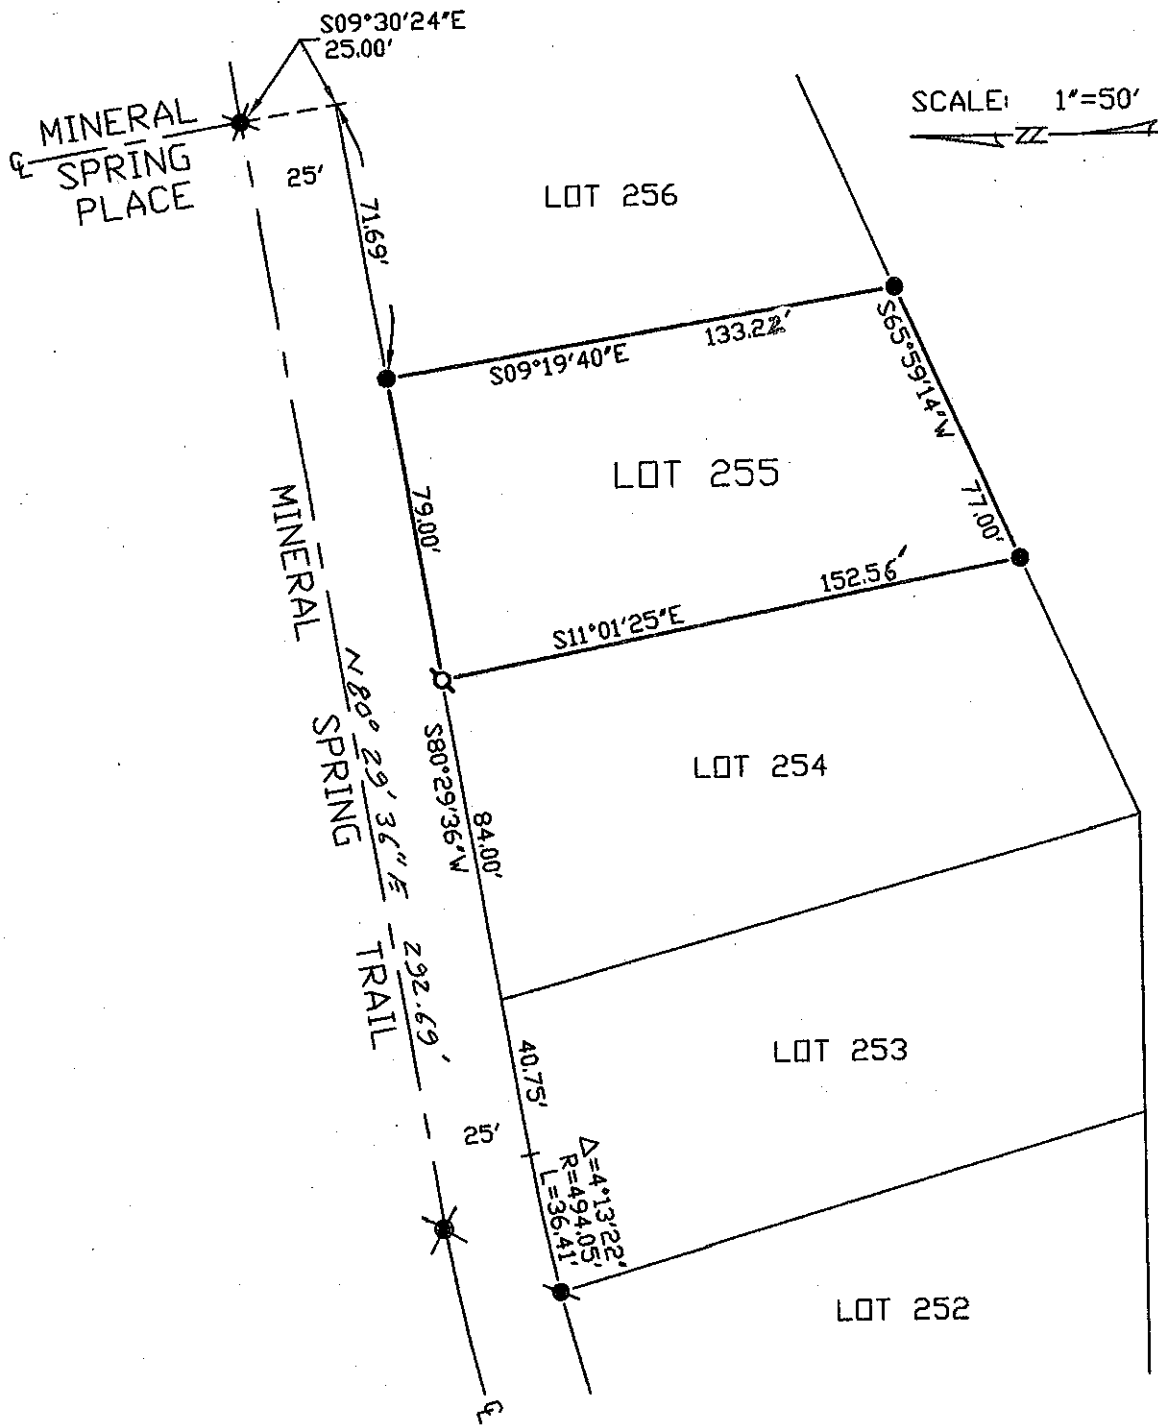 S09°30'24"E
25.00'
SCALE: 1"=50'
MINERAL
SPRING
PLACE
℄
25'
71.69'
LOT 256
133.22'
S09°19'40"E
S65°59'14"W
77.00'
LOT 255
79.00'
152.56'
S11°01'25"E
MINERAL
SPRING
TRAIL
N 80° 29' 36" E 292.69'
S80°29'36"W
84.00'
LOT 254
40.75'
LOT 253
25'
Δ=4°13'22"
R=494.05'
L=36.41'
LOT 252
℄